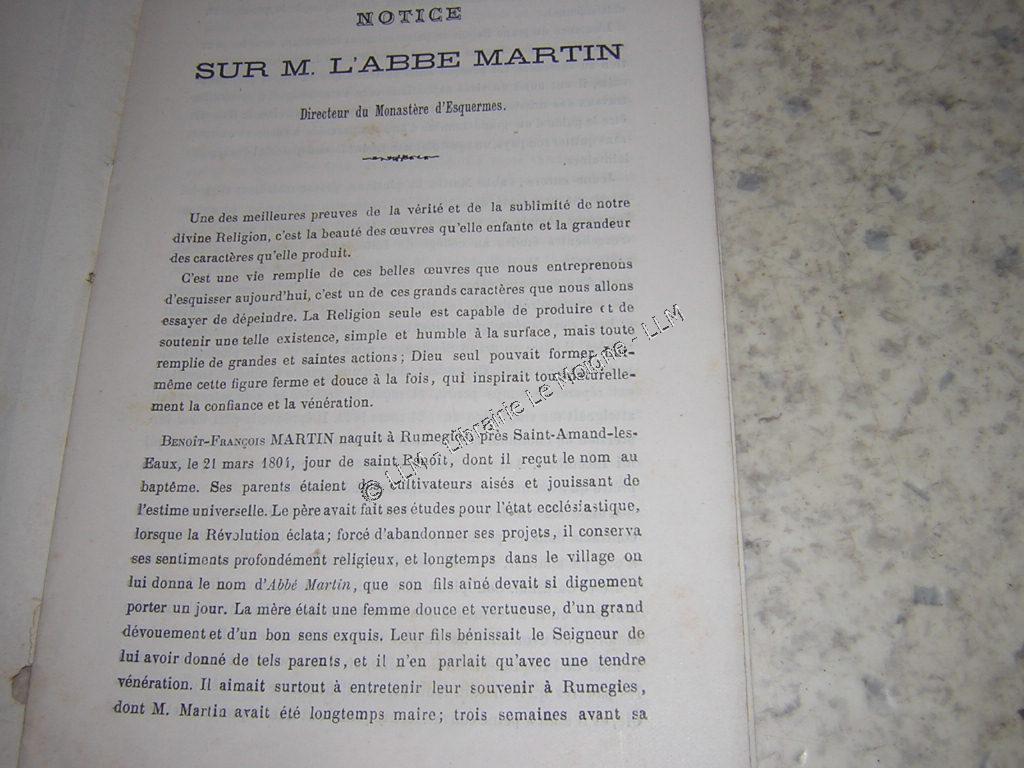 NOTICE
SUR M. L'ABBE MARTIN
Directeur du Monastère d'Esquermes.
Une des meilleures preuves de la vérité et de la sublimité de notre
divine Religion, c'est la beauté des œuvres qu'elle enfante et la grandeur
des caractères qu'elle produit.
C'est une vie remplie de ces belles œuvres que nous entreprenons
d'esquisser aujourd'hui, c'est un de ces grands caractères que nous allons
essayer de dépeindre. La Religion seule est capable de produire et de
soutenir une telle existence, simple et humble à la surface, mais toute
remplie de grandes et saintes actions; Dieu seul pouvait former lui-
même cette figure ferme et douce à la fois, qui inspirait tout naturelle-
ment la confiance et la vénération.
BENOÎT-FRANÇOIS MARTIN naquit à Rumegies, près Saint-Amand-les-
Eaux, le 21 mars 1804, jour de saint Benoît, dont il reçut le nom au
baptême. Ses parents étaient des cultivateurs aisés et jouissant de
l'estime universelle. Le père avait fait ses études pour l'état ecclésiastique,
lorsque la Révolution éclata; forcé d'abandonner ses projets, il conserva
ses sentiments profondément religieux, et longtemps dans le village on
lui donna le nom d'Abbé Martin, que son fils aîné devait si dignement
porter un jour. La mère était une femme douce et vertueuse, d'un grand
dévouement et d'un bon sens exquis. Leur fils bénissait le Seigneur de
lui avoir donné de tels parents, et il n'en parlait qu'avec une tendre
vénération. Il aimait surtout à entretenir leur souvenir à Rumegies,
dont M. Martin avait été longtemps maire; trois semaines avant sa
© LLM - Librairie Le Moigne - LLM